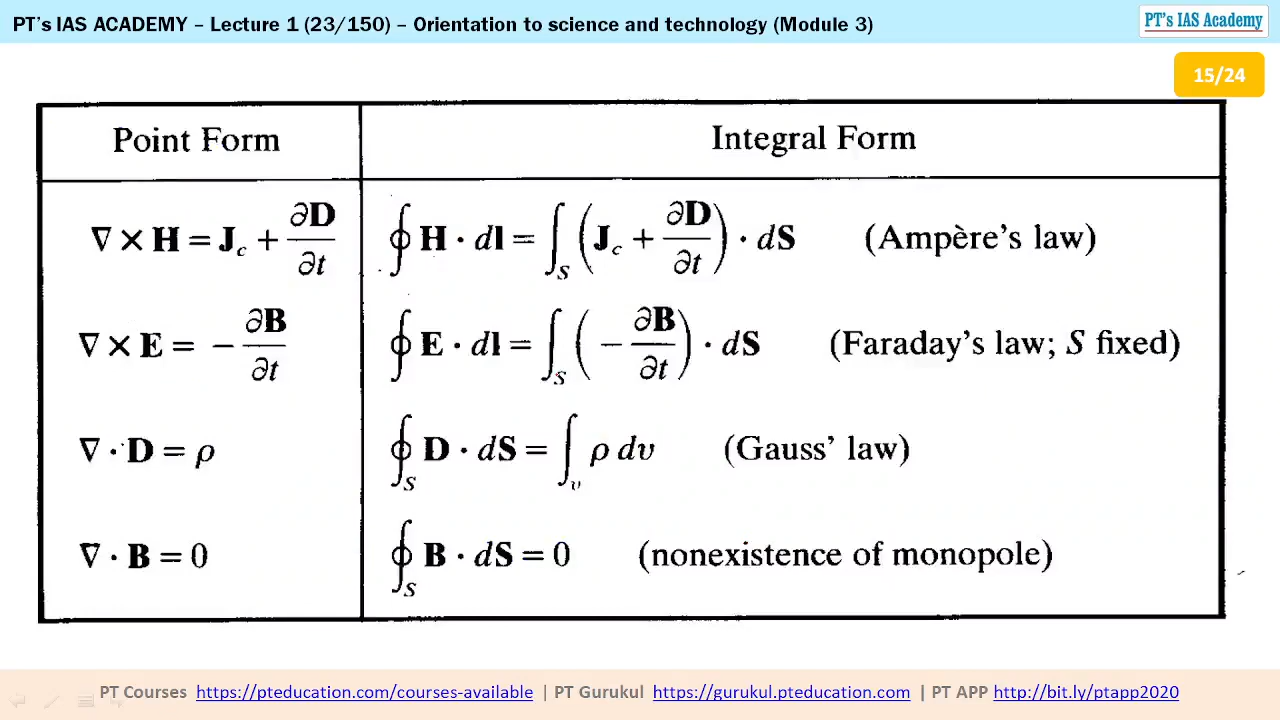 PT's IAS ACADEMY – Lecture 1 (23/150) – Orientation to science and technology (Module 3)
PT's IAS Academy
15/24
Point Form
Integral Form
∇ × H = J_c + ∂D/∂t
∮ H · dl = ∫_S (J_c + ∂D/∂t) · dS (Ampère's law)
∇ × E = − ∂B/∂t
∮ E · dl = ∫_S (− ∂B/∂t) · dS (Faraday's law; S fixed)
∇ · D = ρ
∮_S D · dS = ∫_v ρ dv (Gauss' law)
∇ · B = 0
∮_S B · dS = 0 (nonexistence of monopole)
PT Courses https://pteducation.com/courses-available | PT Gurukul https://gurukul.pteducation.com | PT APP http://bit.ly/ptapp2020